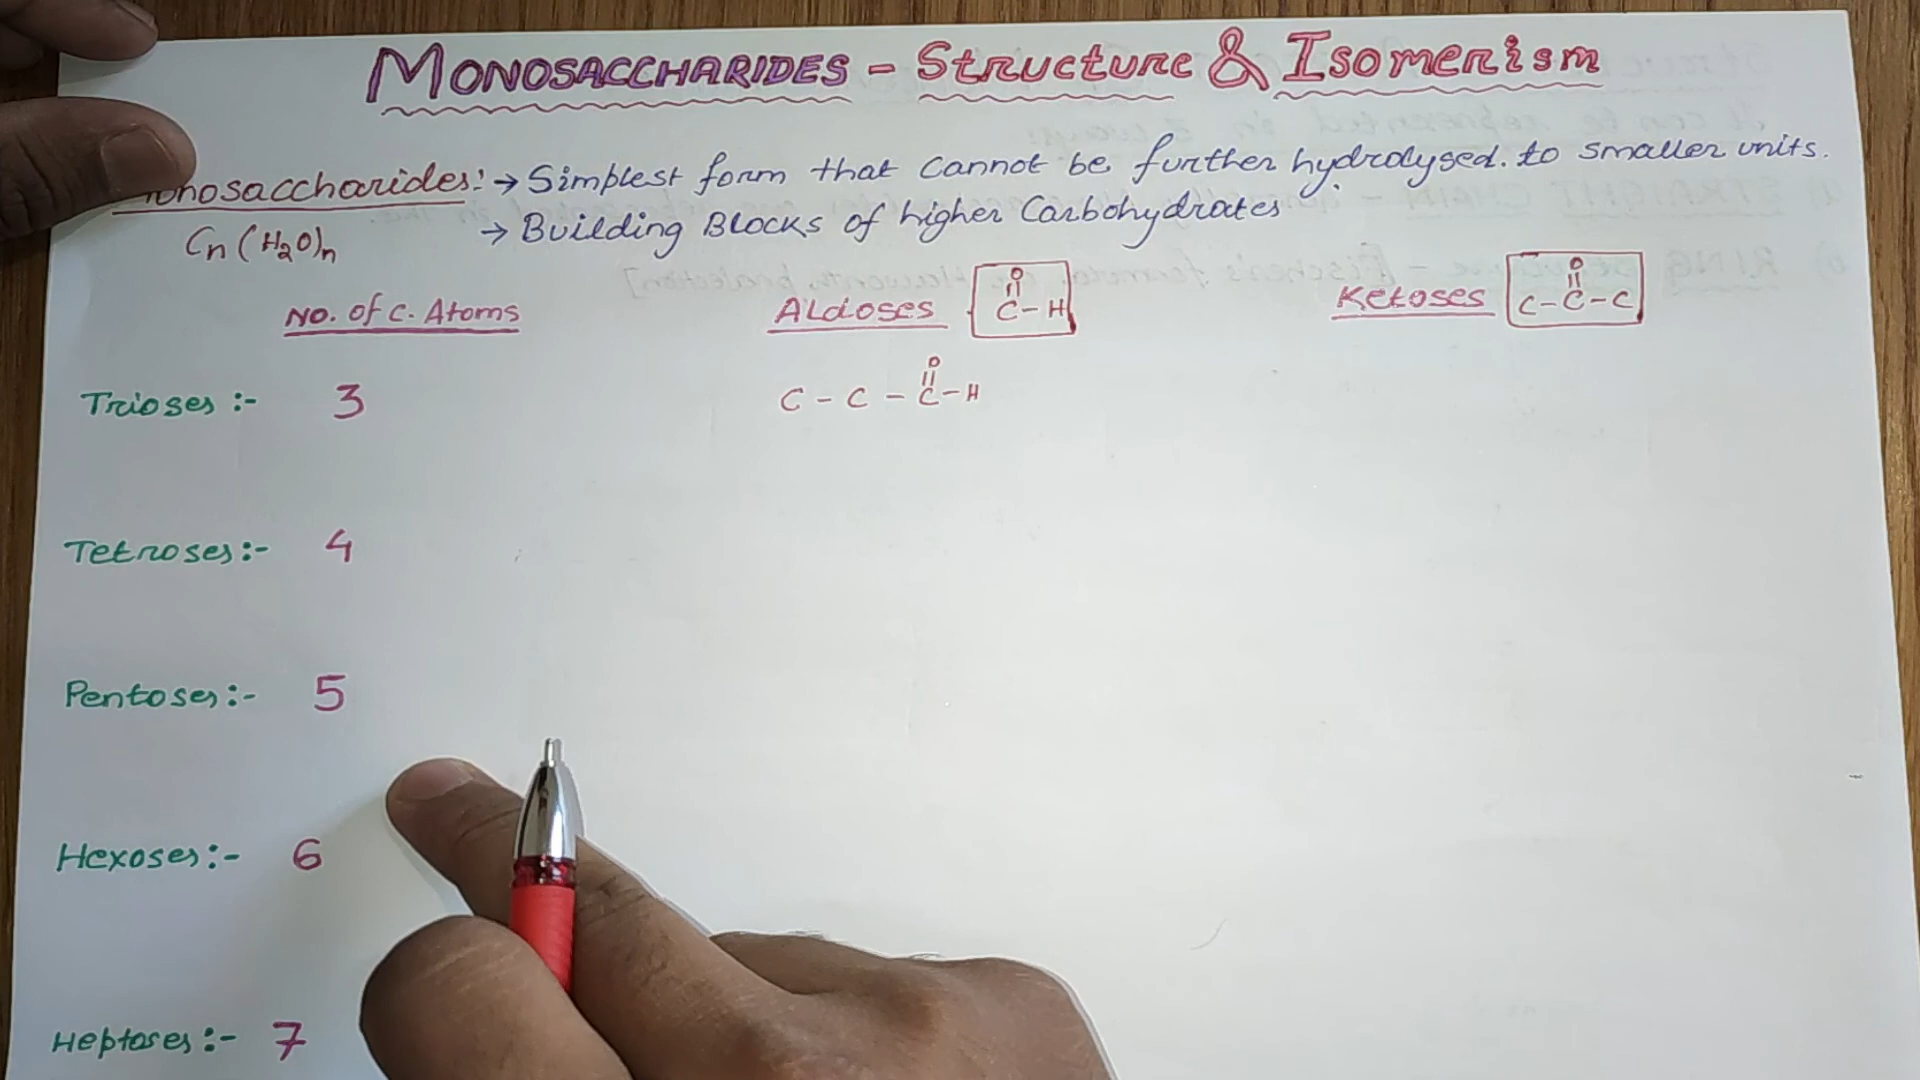 MONOSACCHARIDES - Structure & Isomerism
Monosaccharides:→ Simplest form that cannot be further hydrolysed. to smaller units.
Cn(H2O)n → Building Blocks of higher Carbohydrates
NO. of C. Atoms Aldoses O Ketoses O
C-H C-C-C
Trioses :- 3 C - C - C-H
O
Tetroses:- 4
Pentoses:- 5
Hexoses:- 6
Heptoses:- 7